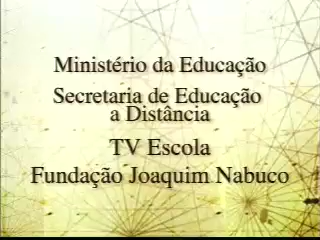 Ministério da Educação
Secretaria de Educação
a Distância
TV Escola
Fundação Joaquim Nabuco